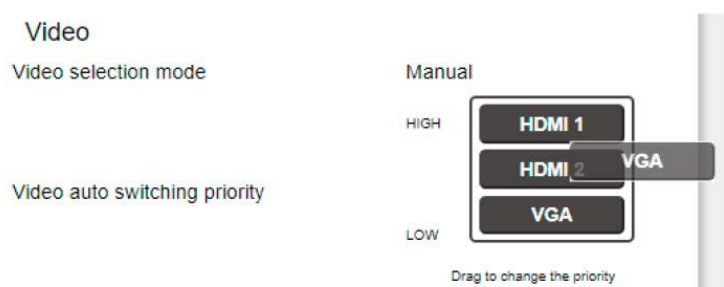 Video
Video selection mode
Manual
HIGH
HDMI 1
HDMI 2
VGA
Video auto switching priority
VGA
LOW
Drag to change the priority